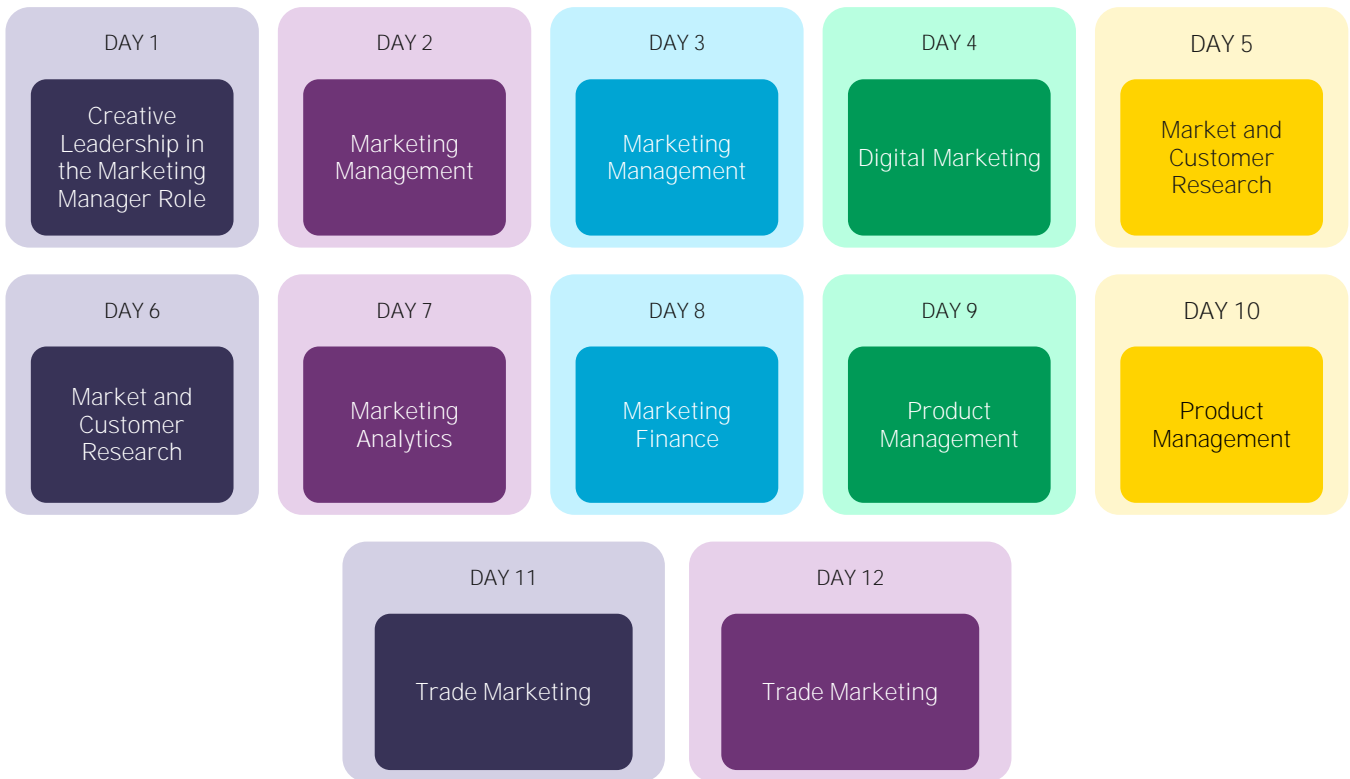 DAY 1
Creative
Leadership in
the Marketing
Manager Role
DAY 2
Marketing
Management
DAY 3
Marketing
Management
DAY 4
Digital Marketing
DAY 5
Market and
Customer
Research
DAY 6
Market and
Customer
Research
DAY 7
Marketing
Analytics
DAY 8
Marketing
Finance
DAY 9
Product
Management
DAY 10
Product
Management
DAY 11
Trade Marketing
DAY 12
Trade Marketing